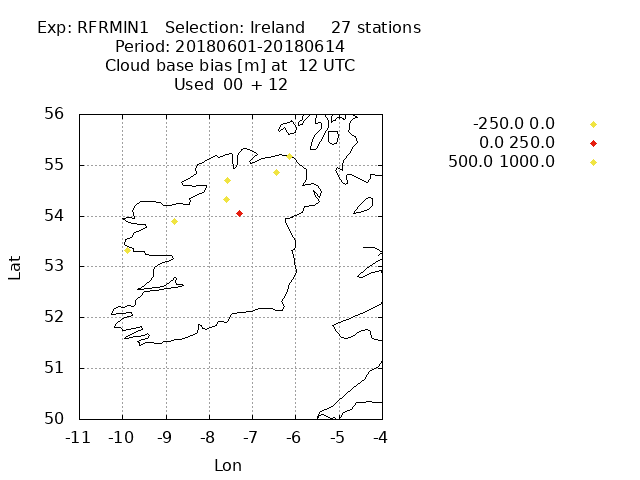 Exp: RFRMIN1 Selection: Ireland 27 stations
Period: 20180601-20180614
Cloud base bias [m] at 12 UTC
Used 00 + 12
-250.0 0.0
0.0 250.0
500.0 1000.0
56
55
54
53
52
51
50
Lat
-11 -10 -9 -8 -7 -6 -5 -4
Lon